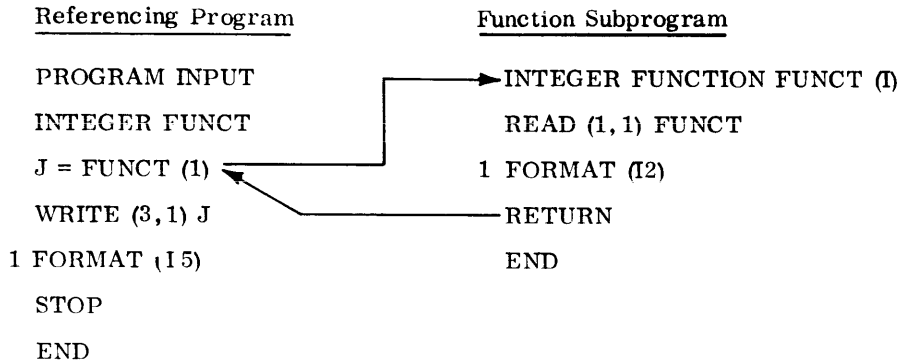 Referencing Program
PROGRAM INPUT
INTEGER FUNCT
J = FUNCT (1)
WRITE (3,1) J
1 FORMAT (I5)
STOP
END
Function Subprogram
INTEGER FUNCTION FUNCT (I)
READ (1,1) FUNCT
1 FORMAT (I2)
RETURN
END